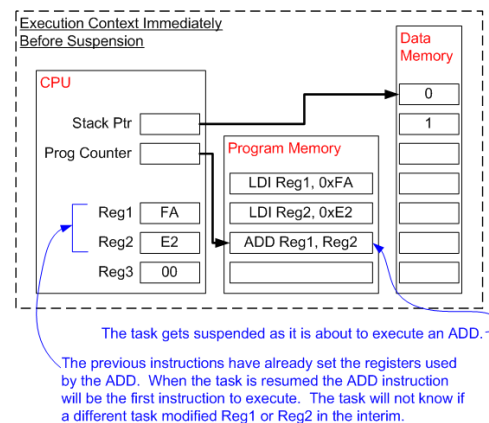 Execution Context Immediately
Before Suspension
Data
Memory
CPU
0
Stack Ptr
1
Prog Counter
Program Memory
LDI Reg1, 0xFA
Reg1 FA
LDI Reg2, 0xE2
Reg2 E2
ADD Reg1, Reg2
Reg3 00
The task gets suspended as it is about to execute an ADD.
The previous instructions have already set the registers used
by the ADD. When the task is resumed the ADD instruction
will be the first instruction to execute. The task will not know if
a different task modified Reg1 or Reg2 in the interim.